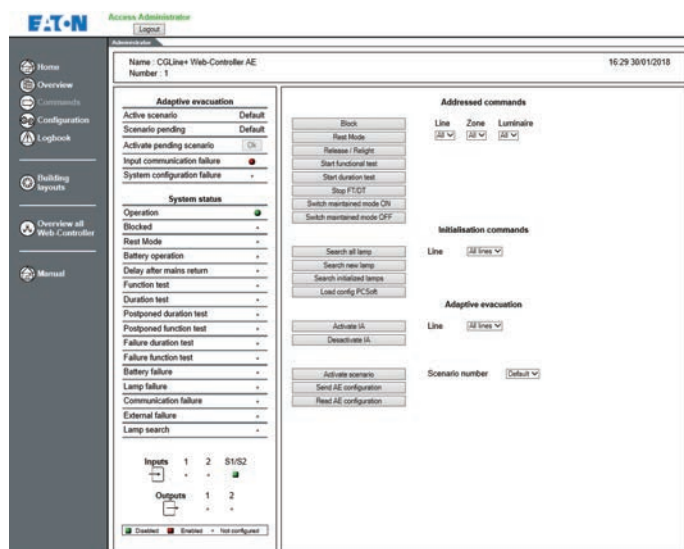 EATON
Access Administrator
Logout
Administrator
Home
Overview
Commands
Configuration
Logbook
Building layouts
Overview all Web-Controller
Manual
Name : CGLine+ Web-Controller AE
Number : 1
16:29 30/01/2018
Adaptive evacuation
Active scenario Default
Scenario pending Default
Activate pending scenario Ok
Input communication failure
System configuration failure
System status
Operation
Blocked
Rest Mode
Battery operation
Delay after mains return
Function test
Duration test
Postponed duration test
Postponed function test
Failure duration test
Failure function test
Battery failure
Lamp failure
Communication failure
External failure
Lamp search
Inputs 1 2 S1/S2
Outputs 1 2
Disabled Enabled Not configured
Addressed commands
Block
Rest Mode
Release / Relight
Start functional test
Start duration test
Stop FT/DT
Switch maintained mode ON
Switch maintained mode OFF
Line Zone Luminaire
All All All
Initialisation commands
Search all lamp
Search new lamp
Search initialized lamps
Load config PCSoft
Line All lines
Adaptive evacuation
Activate IA
Desactivate IA
Line All lines
Activate scenario
Send AE configuration
Read AE configuration
Scenario number Default